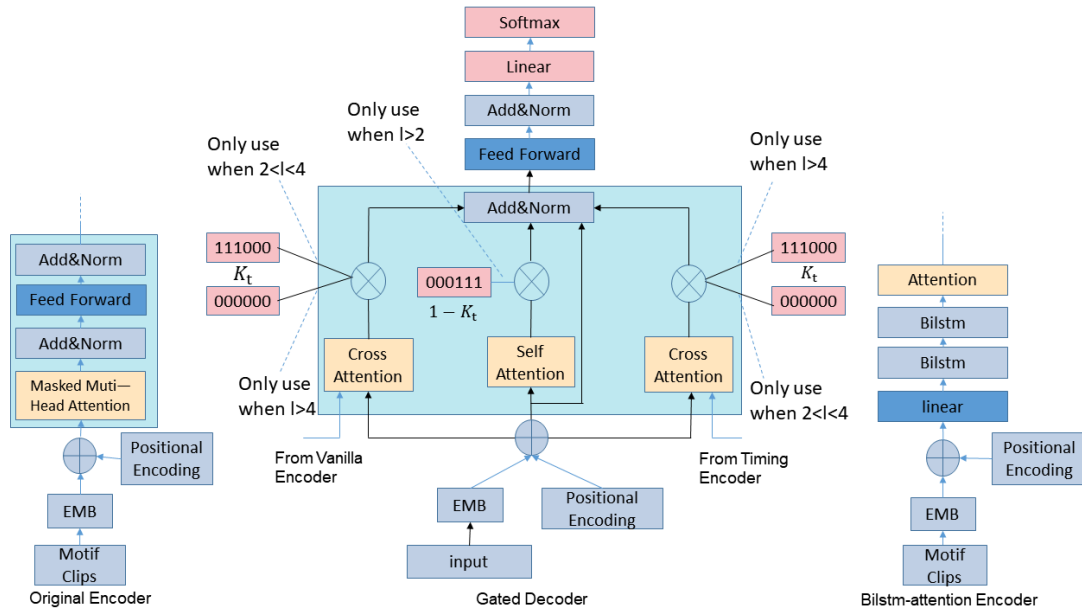 Softmax
Linear
Add&Norm
Feed Forward
Only use
when l>2
Only use
when 2<l<4
Only use
when l>4
Add&Norm
111000
K_t
000000
000111
1 − K_t
111000
K_t
000000
Cross
Attention
Self
Attention
Cross
Attention
Only use
when l>4
Only use
when 2<l<4
From Vanilla
Encoder
From Timing
Encoder
EMB
Positional
Encoding
input
Gated Decoder
Add&Norm
Feed Forward
Add&Norm
Masked Muti—
Head Attention
Positional
Encoding
EMB
Motif
Clips
Original Encoder
Attention
Bilstm
Bilstm
linear
Positional
Encoding
EMB
Motif
Clips
Bilstm-attention Encoder